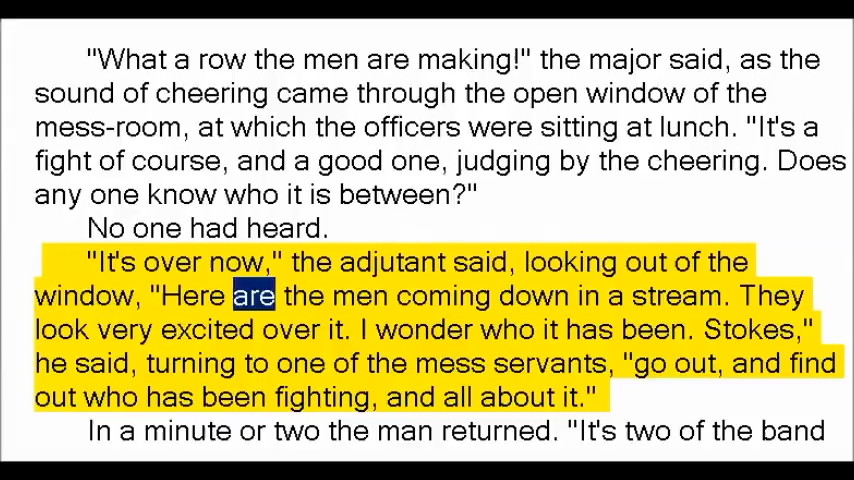 "What a row the men are making!" the major said, as the
sound of cheering came through the open window of the
mess-room, at which the officers were sitting at lunch. "It's a
fight of course, and a good one, judging by the cheering. Does
any one know who it is between?"
No one had heard.
"It's over now," the adjutant said, looking out of the
window, "Here are the men coming down in a stream. They
look very excited over it. I wonder who it has been. Stokes,"
he said, turning to one of the mess servants, "go out, and find
out who has been fighting, and all about it."
In a minute or two the man returned. "It's two of the band